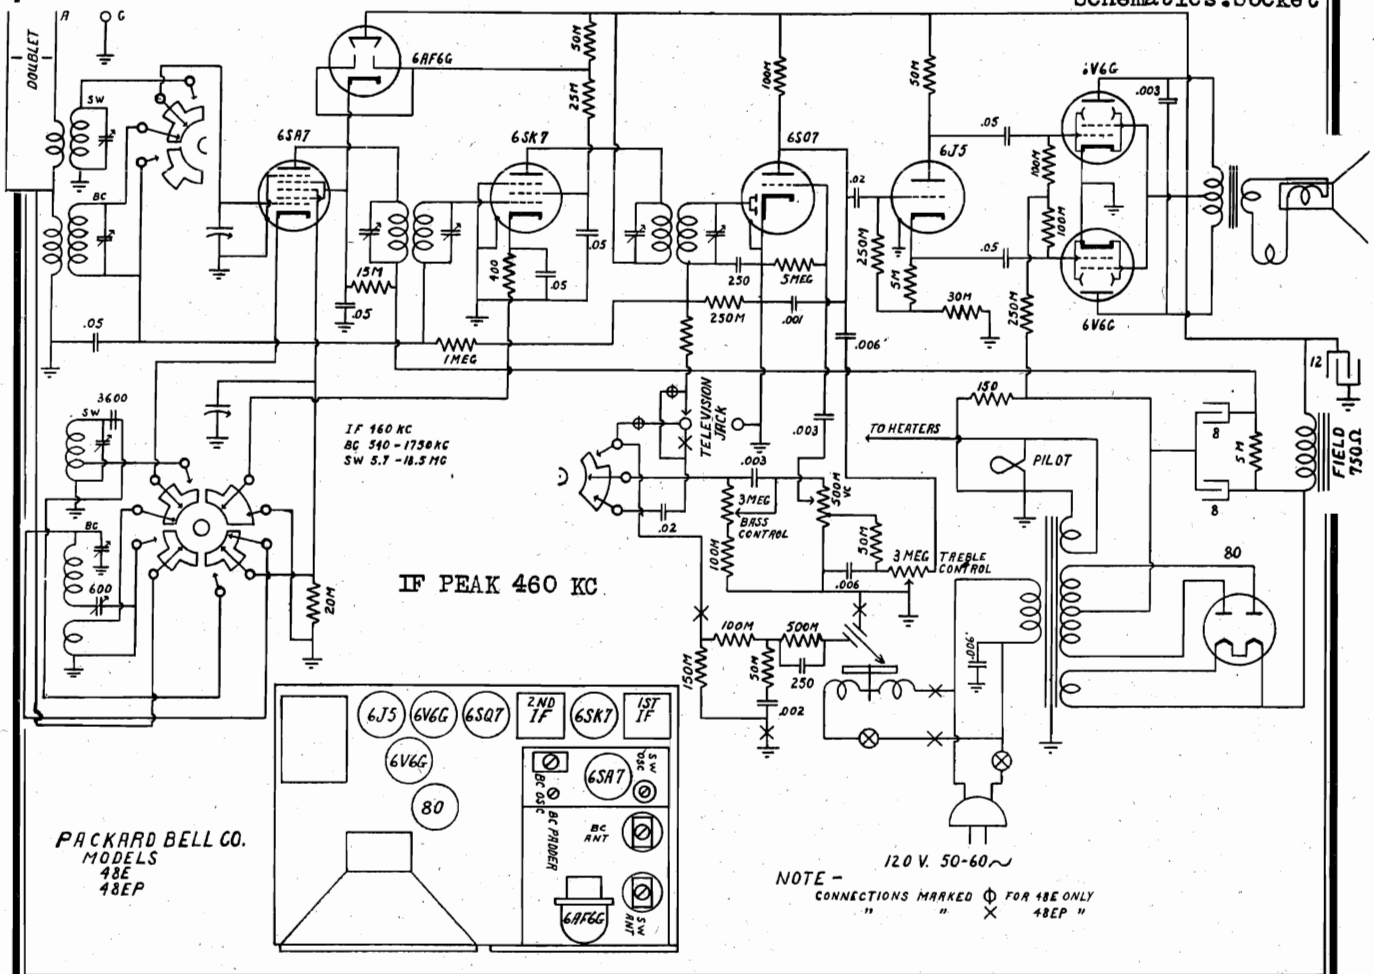 Schematics.Socket
A
G
DOUBLET
SW
BC
6AF6G
6SA7
6SK7
6SQ7
6J5
.V6G
6V6G
50M
25M
100M
50M
.003
.05
.02
100M
100M
250M
5M
30M
.05
250M
15M
.05
400
.05
.05
250
5MEG
250M
.001
.006
.05
1MEG
12
FIELD
750Ω
150
8
8
5M
TO HEATERS
PILOT
TELEVISION
JACK
.003
.003
500M
VC
3600
SW
IF 460 KC
BC 540-1750KC
SW 5.7-18.5 MC
BC
600
20M
.02
3MEG
BASS
CONTROL
100M
50M
.006
3 MEG
TREBLE
CONTROL
IF PEAK 460 KC
80
.006
100M
500M
150M
50M
250
.002
6J5
6V6G
6SQ7
2ND
IF
6SK7
1ST
IF
6V6G
80
BC OSC
6SA7
SW
OSC
BC PADDER
BC
ANT
6AF6G
SW
ANT
PACKARD BELL CO.
MODELS
48E
48EP
120 V. 50-60~
NOTE -
CONNECTIONS MARKED ϕ FOR 48E ONLY
" " X 48EP "